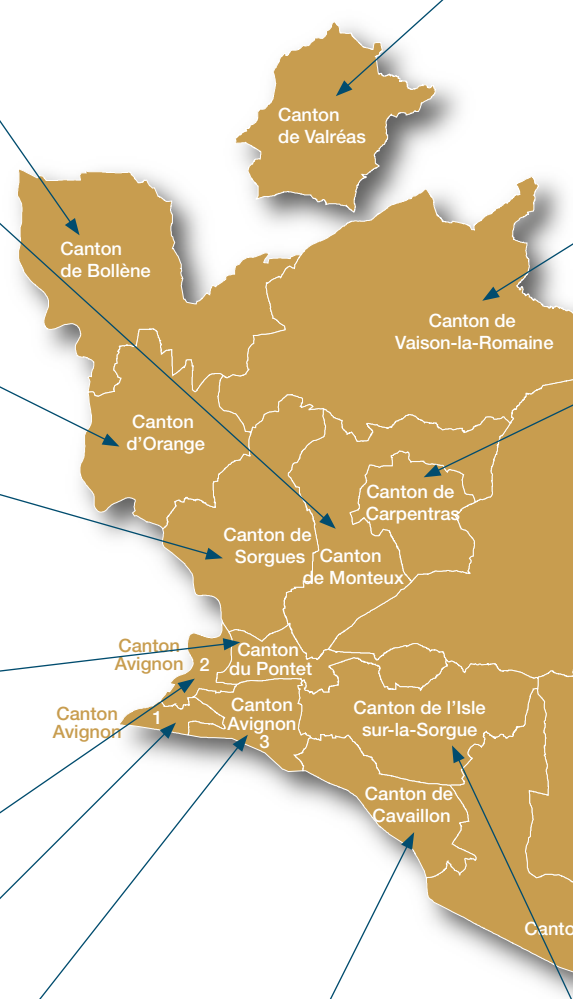 Canton
de Valréas
Canton
de Bollène
Canton de
Vaison-la-Romaine
Canton
d'Orange
Canton de
Carpentras
Canton de
Sorgues
Canton
de Monteux
Canton
Avignon 2
Canton
du Pontet
Canton
Avignon
1
Canton
Avignon
3
Canton de l'Isle
sur-la-Sorgue
Canton de
Cavaillon